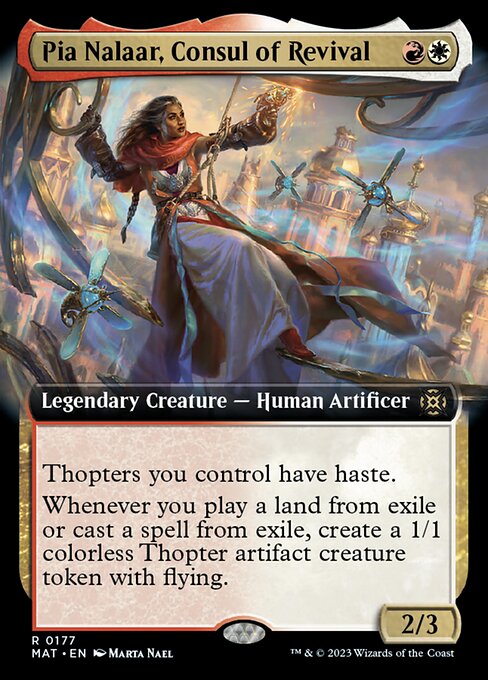 Pia Nalaar, Consul of Revival
Legendary Creature — Human Artificer
Thopters you control have haste.
Whenever you play a land from exile
or cast a spell from exile, create a 1/1
colorless Thopter artifact creature
token with flying.
2/3
R 0177
MAT • EN Marta Nael
™ & © 2023 Wizards of the Coast